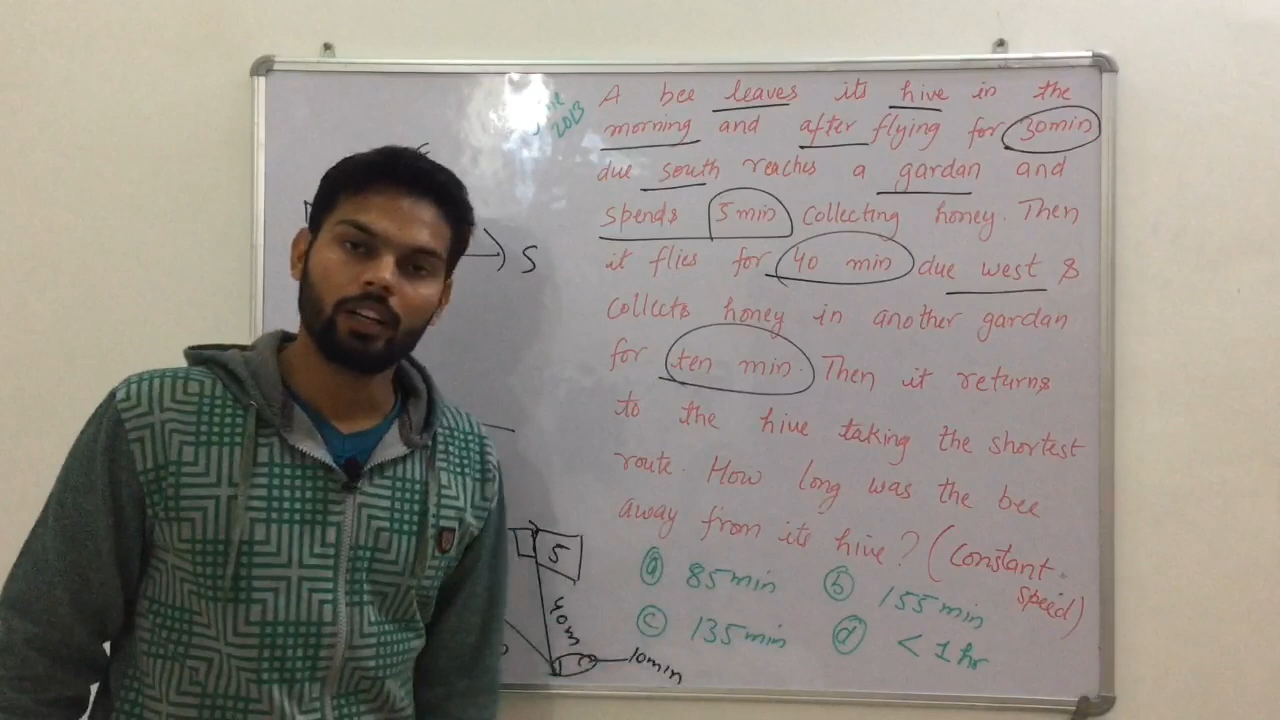 2013
A bee leaves its hive in the
morning and after flying for 30min
due south reaches a gardan and
spends 5 min collecting honey. Then
it flies for 40 min due west &
collects honey in another gardan
for ten min. Then it returns
to the hive taking the shortest
route. How long was the bee
away from its hive? (Constant
speed)
(a) 85min (b) 155min
(c) 135min (d) < 1 hr
S
5
40m
10min